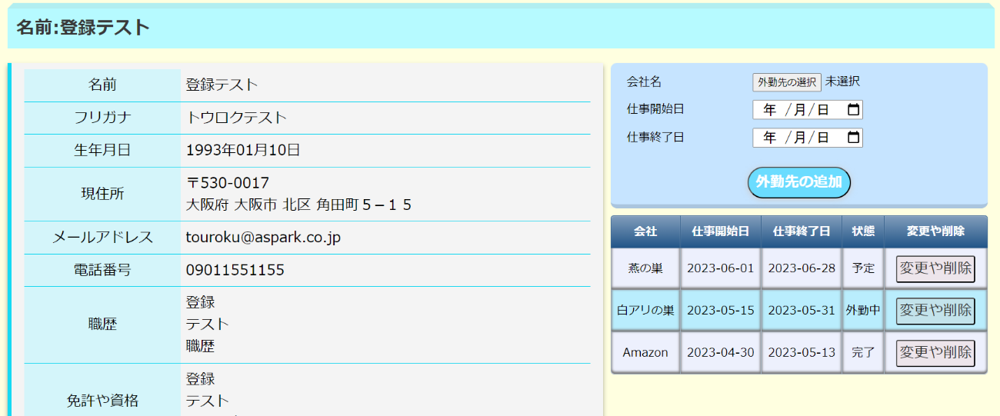 名前:登録テスト
名前 登録テスト
フリガナ トウロクテスト
生年月日 1993年01月10日
現住所 〒530-0017
大阪府 大阪市 北区 角田町５−１５
メールアドレス touroku@aspark.co.jp
電話番号 09011551155
職歴 登録
テスト
職歴
免許や資格 登録
テスト
会社名 外勤先の選択 未選択
仕事開始日 年 /月/日
仕事終了日 年 /月/日
外勤先の追加
会社 仕事開始日 仕事終了日 状態 変更や削除
燕の巣 2023-06-01 2023-06-28 予定 変更や削除
白アリの巣 2023-05-15 2023-05-31 外勤中 変更や削除
Amazon 2023-04-30 2023-05-13 完了 変更や削除